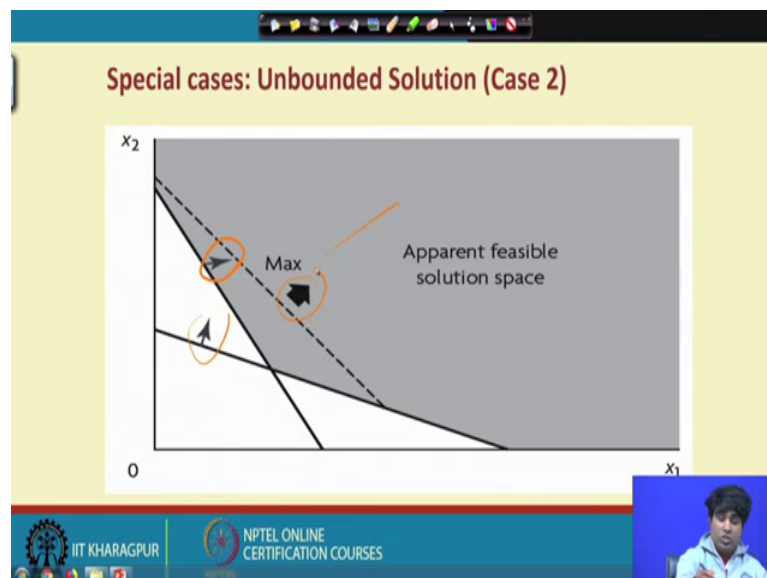 Special cases: Unbounded Solution (Case 2)
x2
Max
Apparent feasible
solution space
0
x1
IIT KHARAGPUR
NPTEL ONLINE
CERTIFICATION COURSES